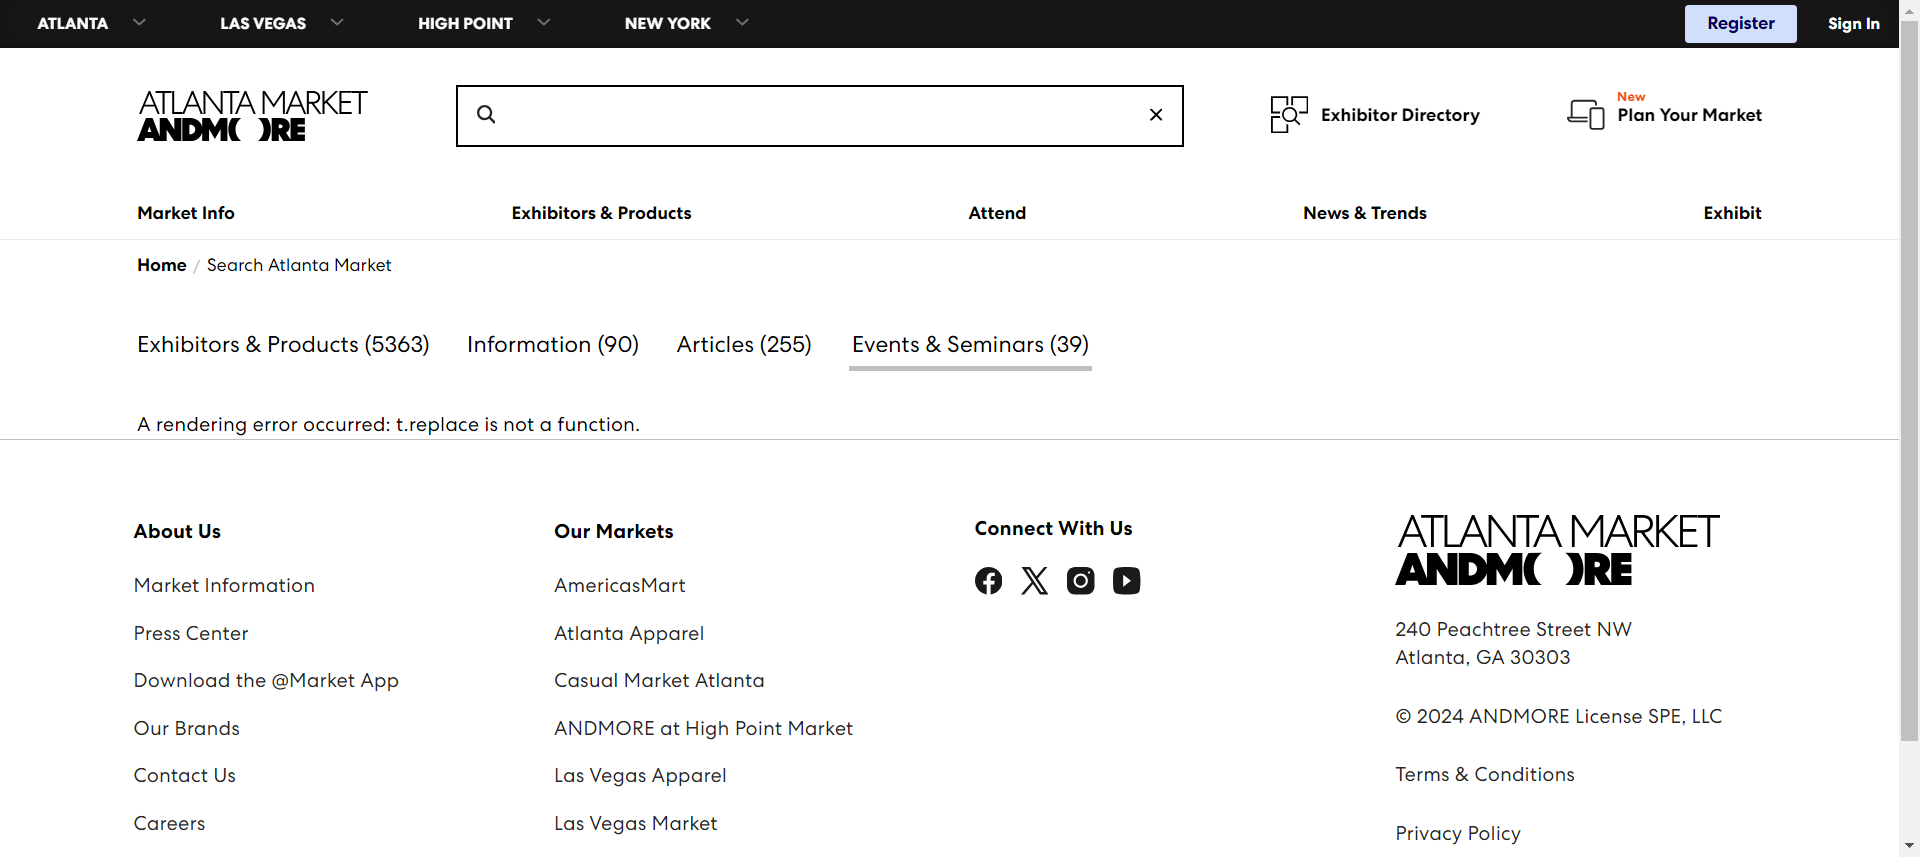 ATLANTA LAS VEGAS HIGH POINT NEW YORK Register Sign In
ATLANTA MARKET
ANDMORE
Exhibitor Directory
New
Plan Your Market
Market Info Exhibitors & Products Attend News & Trends Exhibit
Home / Search Atlanta Market
Exhibitors & Products (5363) Information (90) Articles (255) Events & Seminars (39)
A rendering error occurred: t.replace is not a function.
About Us
Market Information
Press Center
Download the @Market App
Our Brands
Contact Us
Careers
Our Markets
AmericasMart
Atlanta Apparel
Casual Market Atlanta
ANDMORE at High Point Market
Las Vegas Apparel
Las Vegas Market
Connect With Us
ATLANTA MARKET
ANDMORE
240 Peachtree Street NW
Atlanta, GA 30303
© 2024 ANDMORE License SPE, LLC
Terms & Conditions
Privacy Policy